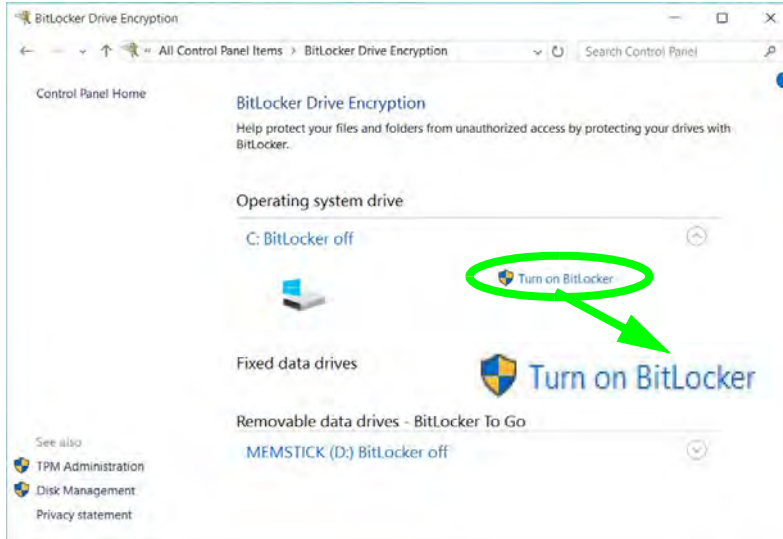 BitLocker Drive Encryption
« All Control Panel Items > BitLocker Drive Encryption
Search Control Panel
Control Panel Home
BitLocker Drive Encryption
Help protect your files and folders from unauthorized access by protecting your drives with
BitLocker.
Operating system drive
C: BitLocker off
Turn on BitLocker
Fixed data drives
Turn on BitLocker
Removable data drives - BitLocker To Go
MEMSTICK (D:) BitLocker off
See also
TPM Administration
Disk Management
Privacy statement